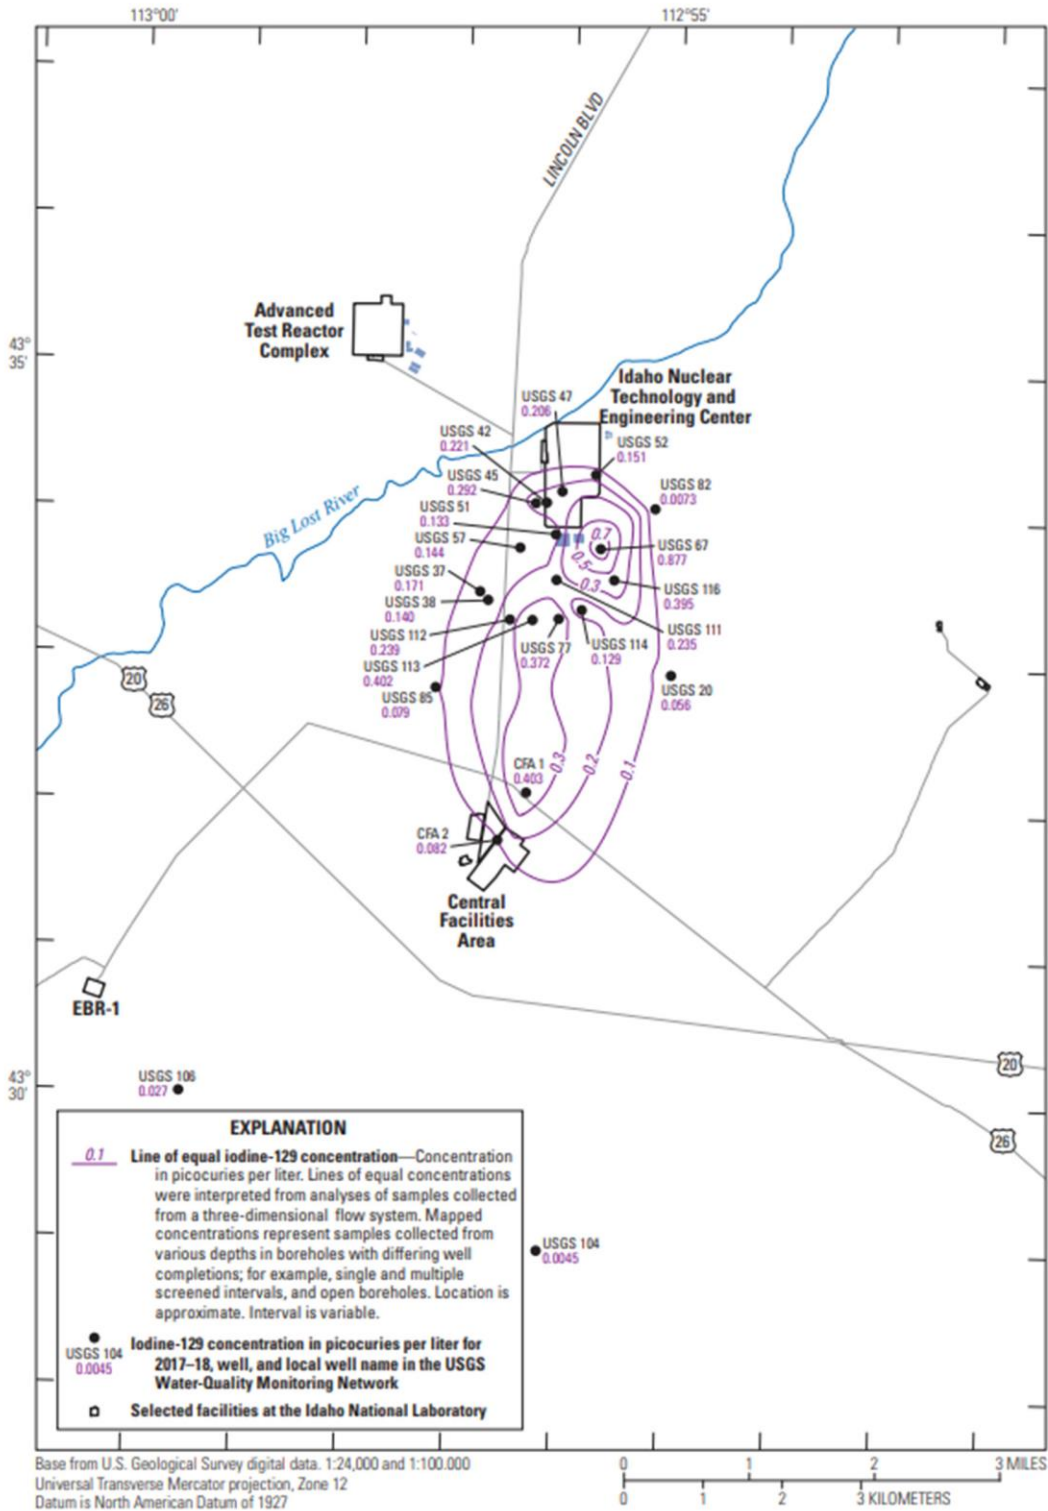 113°00'
112°55'
LINCOLN BLVD
Advanced
Test Reactor
Complex
43°
35'
Idaho Nuclear
Technology and
Engineering Center
USGS 47
0.206
USGS 42
0.221
USGS 52
0.151
USGS 45
0.292
USGS 82
0.0073
USGS 51
0.133
Big Lost River
USGS 57
0.144
0.7
USGS 67
0.877
0.5
USGS 37
0.171
0.3
USGS 116
0.395
USGS 38
0.140
USGS 112
0.239
USGS 111
0.235
USGS 77
0.372
USGS 114
0.129
USGS 113
0.402
USGS 85
0.079
USGS 20
0.056
20
26
CFA 1
0.403
0.3
0.2
0.1
CFA 2
0.082
Central
Facilities
Area
EBR-1
20
26
43°
30'
USGS 106
0.027
EXPLANATION
0.1 Line of equal iodine-129 concentration—Concentration
in picocuries per liter. Lines of equal concentrations
were interpreted from analyses of samples collected
from a three-dimensional flow system. Mapped
concentrations represent samples collected from
various depths in boreholes with differing well
completions; for example, single and multiple
screened intervals, and open boreholes. Location is
approximate. Interval is variable.
USGS 104
0.0045
Iodine-129 concentration in picocuries per liter for
2017–18, well, and local well name in the USGS
Water-Quality Monitoring Network
Selected facilities at the Idaho National Laboratory
USGS 104
0.0045
Base from U.S. Geological Survey digital data. 1:24,000 and 1:100.000
Universal Transverse Mercator projection, Zone 12
Datum is North American Datum of 1927
0 1 2 3 MILES
0 1 2 3 KILOMETERS